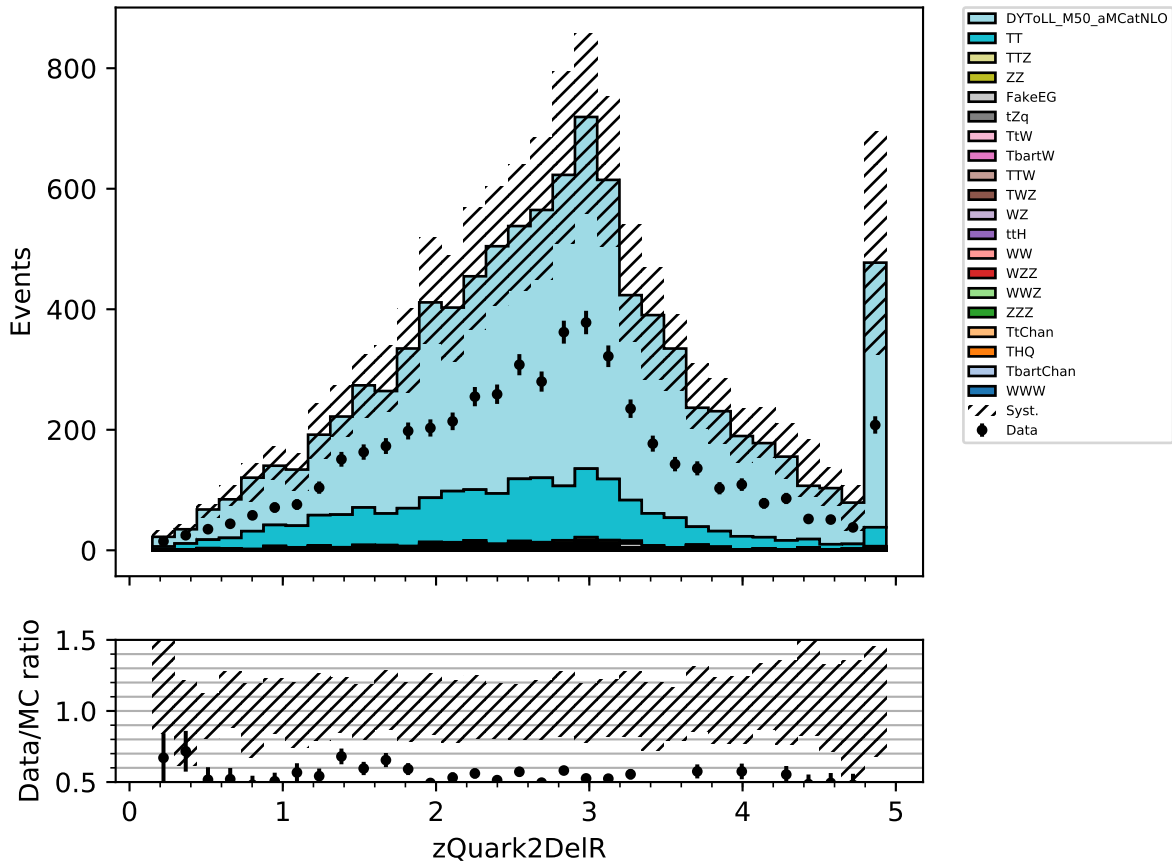 800
600
400
200
0
Events
DYToLL_M50_aMCatNLO
TT
TTZ
ZZ
FakeEG
tZq
TtW
TbartW
TTW
TWZ
WZ
ttH
WW
WZZ
WWZ
ZZZ
TtChan
THQ
TbartChan
WWW
Syst.
Data
1.5
1.0
0.5
Data/MC ratio
0 1 2 3 4 5
zQuark2DelR